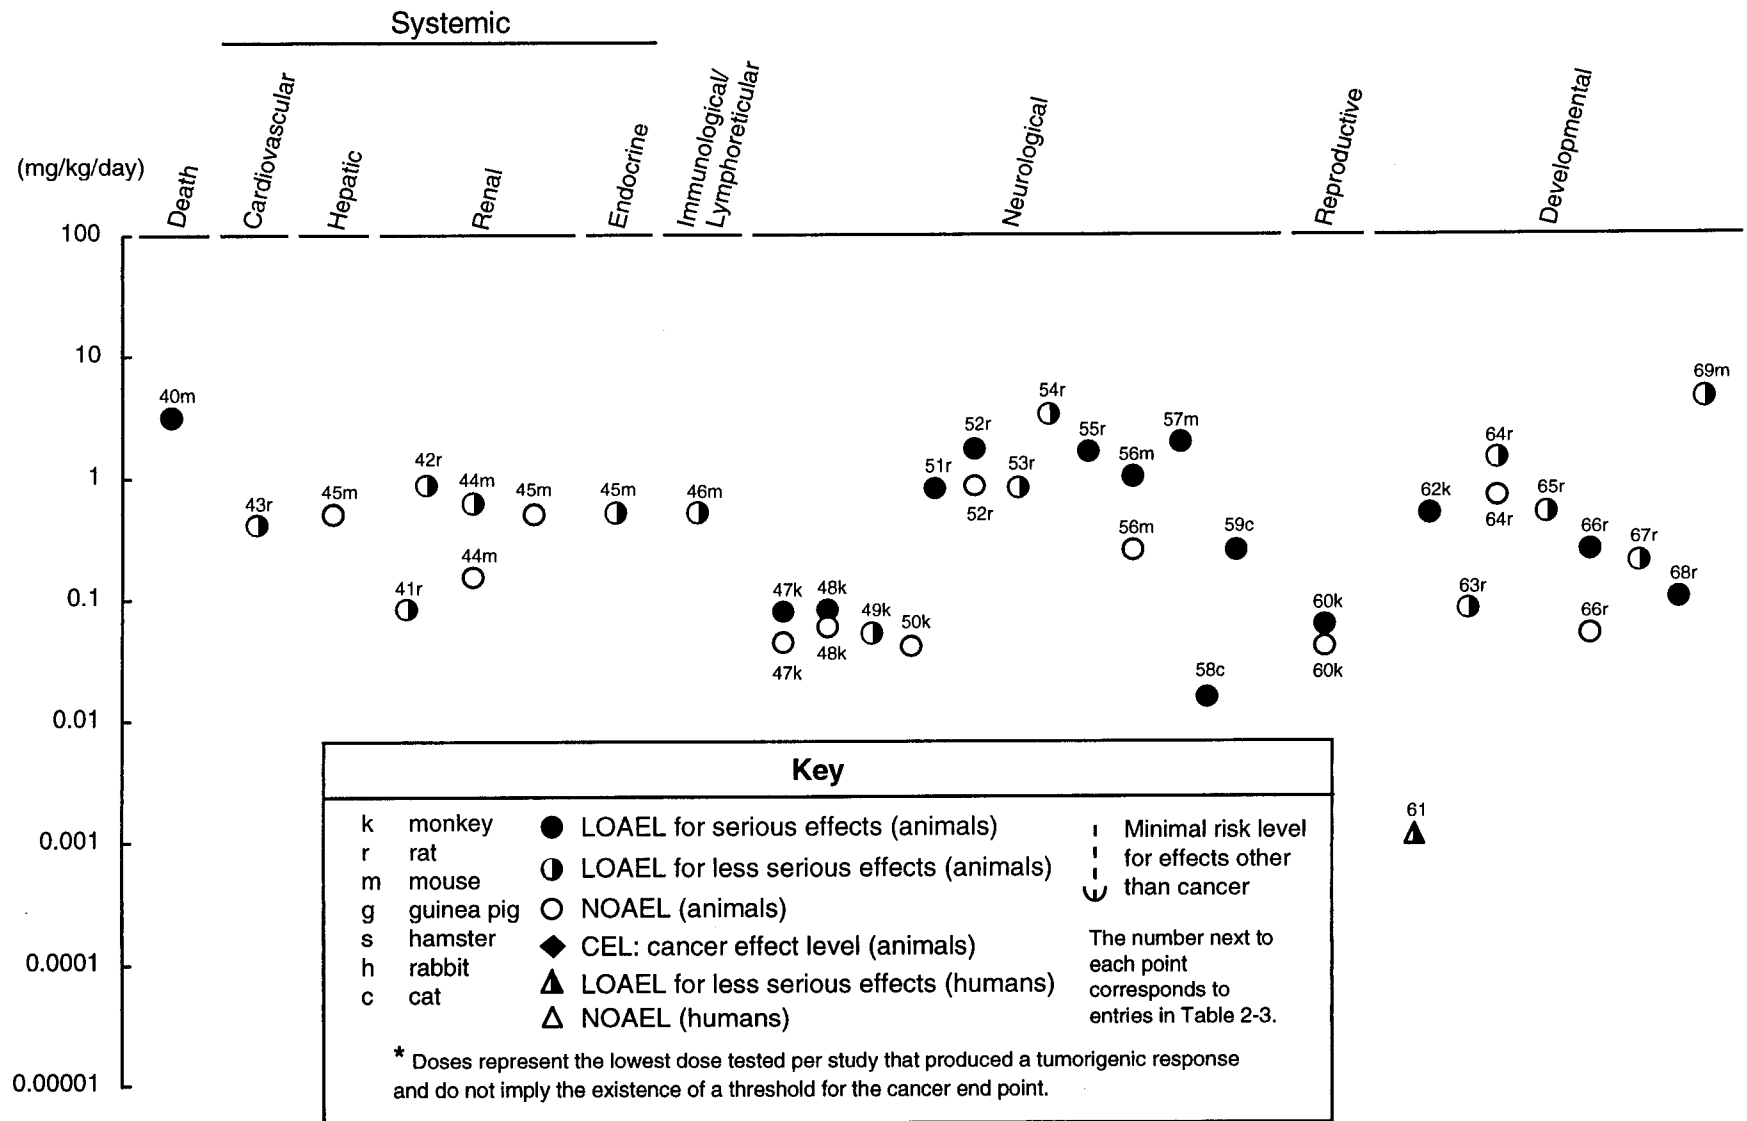 Systemic
(mg/kg/day)
Death
Cardiovascular
Hepatic
Renal
Endocrine
Immunological/
Lymphoreticular
Neurological
Reproductive
Developmental
100
10
1
0.1
0.01
0.001
0.0001
0.00001
40m
43r
45m
42r
41r
44m
44m
45m
45m
46m
47k
47k
48k
48k
49k
50k
51r
52r
52r
53r
54r
55r
56m
56m
57m
58c
59c
60k
60k
61
62k
63r
64r
64r
65r
66r
66r
67r
68r
69m
Key
k monkey
r rat
m mouse
g guinea pig
s hamster
h rabbit
c cat
LOAEL for serious effects (animals)
LOAEL for less serious effects (animals)
NOAEL (animals)
CEL: cancer effect level (animals)
LOAEL for less serious effects (humans)
NOAEL (humans)
Minimal risk level
for effects other
than cancer
The number next to
each point
corresponds to
entries in Table 2-3.
* Doses represent the lowest dose tested per study that produced a tumorigenic response
and do not imply the existence of a threshold for the cancer end point.